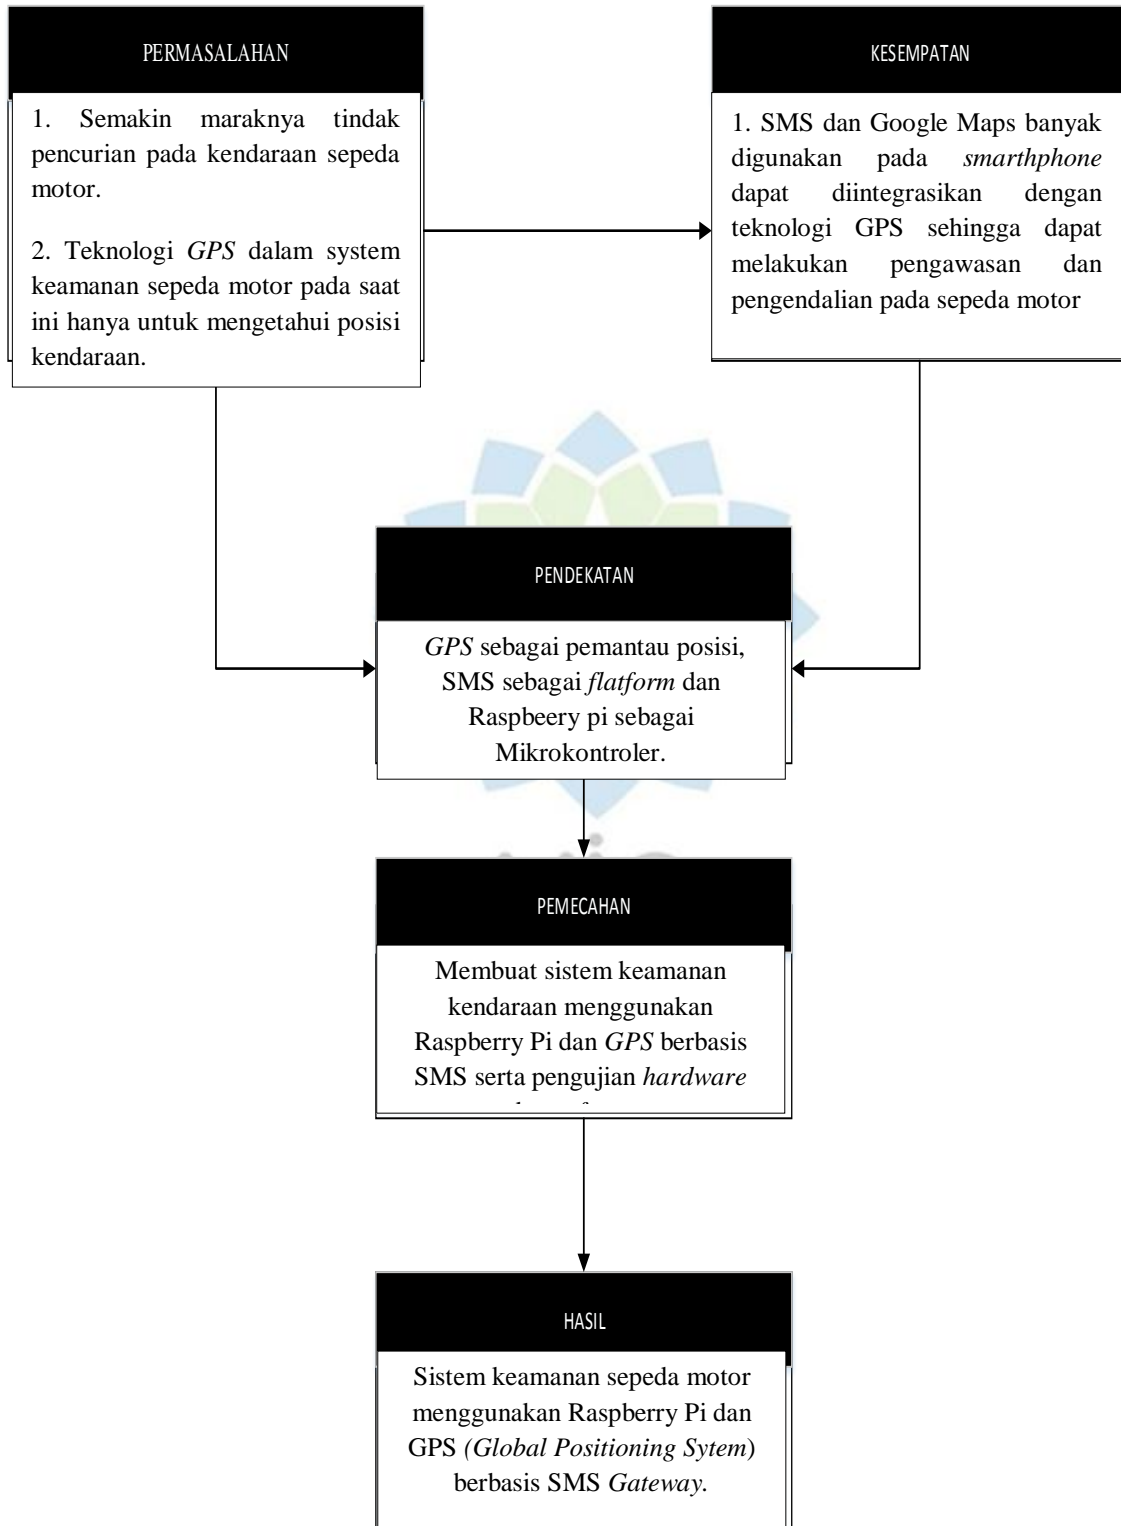 PERMASALAHAN
1. Semakin maraknya tindak
pencurian pada kendaraan sepeda
motor.
2. Teknologi GPS dalam system
keamanan sepeda motor pada saat
ini hanya untuk mengetahui posisi
kendaraan.
KESEMPATAN
1. SMS dan Google Maps banyak
digunakan pada smarthphone
dapat diintegrasikan dengan
teknologi GPS sehingga dapat
melakukan pengawasan dan
pengendalian pada sepeda motor
PENDEKATAN
GPS sebagai pemantau posisi,
SMS sebagai flatform dan
Raspbeery pi sebagai
Mikrokontroler.
PEMECAHAN
Membuat sistem keamanan
kendaraan menggunakan
Raspberry Pi dan GPS berbasis
SMS serta pengujian hardware
HASIL
Sistem keamanan sepeda motor
menggunakan Raspberry Pi dan
GPS (Global Positioning Sytem)
berbasis SMS Gateway.